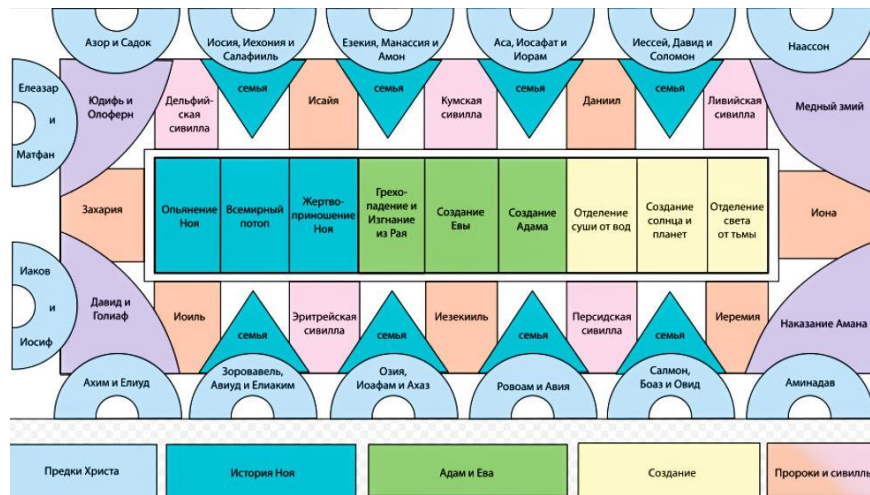 Азор и Садок
Иосия, Иехония и
Салафииль
Езекия, Манассия и
Амон
Аса, Иосафат и
Иорам
Иессей, Давид и
Соломон
Наассон
Елеазар
и
Матфан
Юдифь и
Олоферн
Дельфий-
ская
сивилла
семья
Исайя
семья
Кумская
сивилла
семья
Даниил
семья
Ливийская
сивилла
Медный змий
Захария
Опьянение
Ноя
Всемирный
потоп
Жертво-
приношение
Ноя
Грехо-
падение и
Изгнание
из Рая
Создание
Евы
Создание
Адама
Отделение
суши от вод
Создание
солнца и
планет
Отделение
света
от тьмы
Иона
Иаков
и
Иосиф
Давид и
Голиаф
Иоиль
семья
Эритрейская
сивилла
семья
Иезекииль
семья
Персидская
сивилла
семья
Иеремия
Наказание Амана
Ахим и Елиуд
Зоровавель,
Авиуд и Елиаким
Озия,
Иоафам и Ахаз
Ровоам и Авия
Салмон,
Боаз и Овид
Аминадав
Предки Христа
История Ноя
Адам и Ева
Создание
Пророки и сивиллы